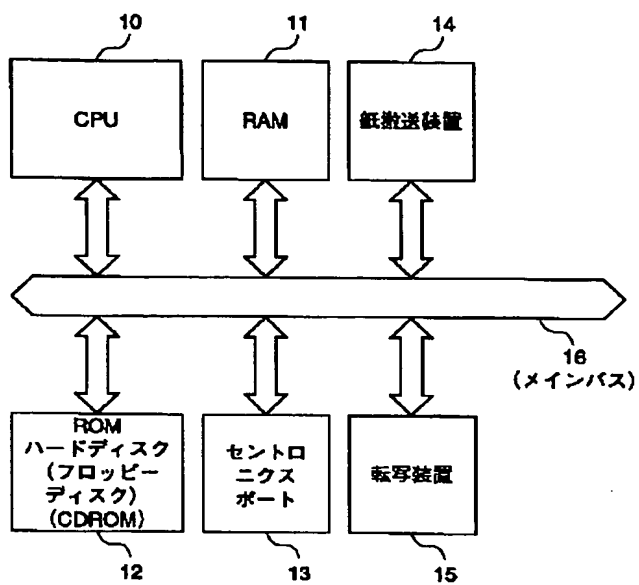 10
11
14
CPU
RAM
紙搬送装置
16
(メインバス)
ROM
ハードディスク
(フロッピー
ディスク)
(CDROM)
セントロ
ニクス
ポート
転写装置
12
13
15